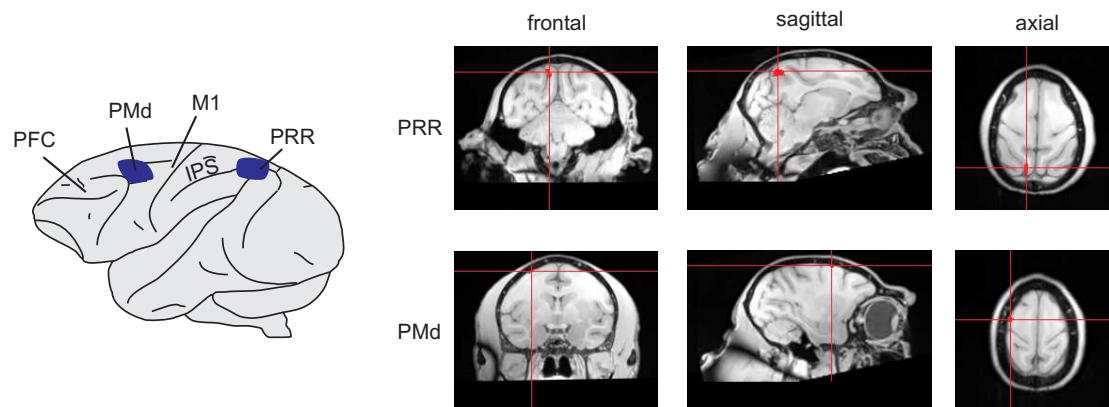 frontal
sagittal
axial
PFC
PMd
M1
PRR
IPS
PRR
PMd